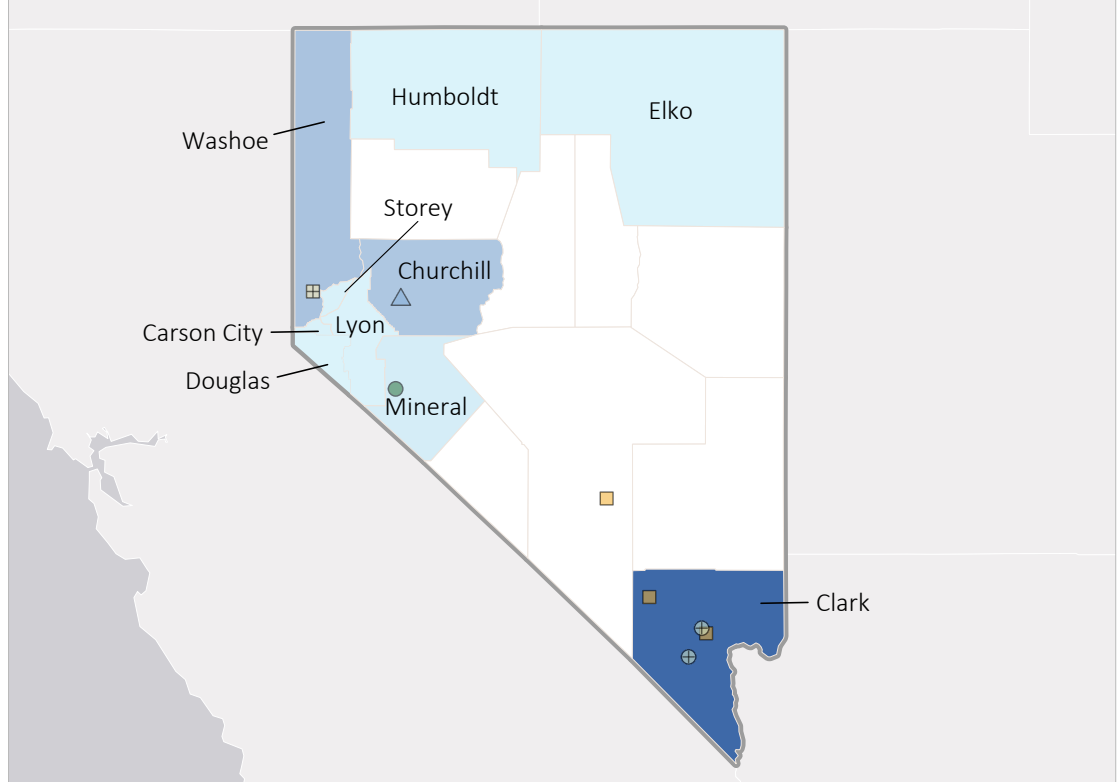 Humboldt
Elko
Washoe
Storey
Churchill
Carson City
Lyon
Douglas
Mineral
Clark